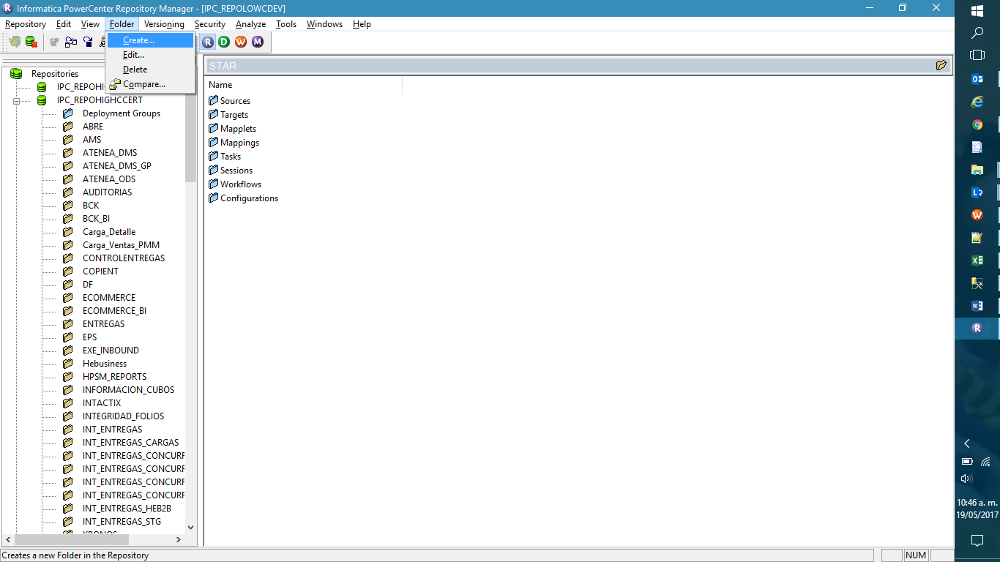 Informatica PowerCenter Repository Manager - [IPC_REPOLOWCDEV]
Repository Edit View Folder Versioning Security Analyze Tools Windows Help
Create...
Edit...
Delete
Compare...
R D W M
STAR
Name
Sources
Targets
Mapplets
Mappings
Tasks
Sessions
Workflows
Configurations
Repositories
IPC_REPOHI
IPC_REPOHIGHCCERT
Deployment Groups
ABRE
AMS
ATENEA_DMS
ATENEA_DMS_GP
ATENEA_ODS
AUDITORIAS
BCK
BCK_BI
Carga_Detalle
Carga_Ventas_PMM
CONTROLENTREGAS
COPIENT
DF
ECOMMERCE
ECOMMERCE_BI
ENTREGAS
EPS
EXE_INBOUND
Hebusiness
HPSM_REPORTS
INFORMACION_CUBOS
INTACTIX
INTEGRIDAD_FOLIOS
INT_ENTREGAS
INT_ENTREGAS_CARGAS
INT_ENTREGAS_CONCURR
INT_ENTREGAS_CONCURR
INT_ENTREGAS_CONCURR
INT_ENTREGAS_CONCURR
INT_ENTREGAS_HEB2B
INT_ENTREGAS_STG
KRONOS
Creates a new Folder in the Repository
NUM
10:46 a. m.
19/05/2017